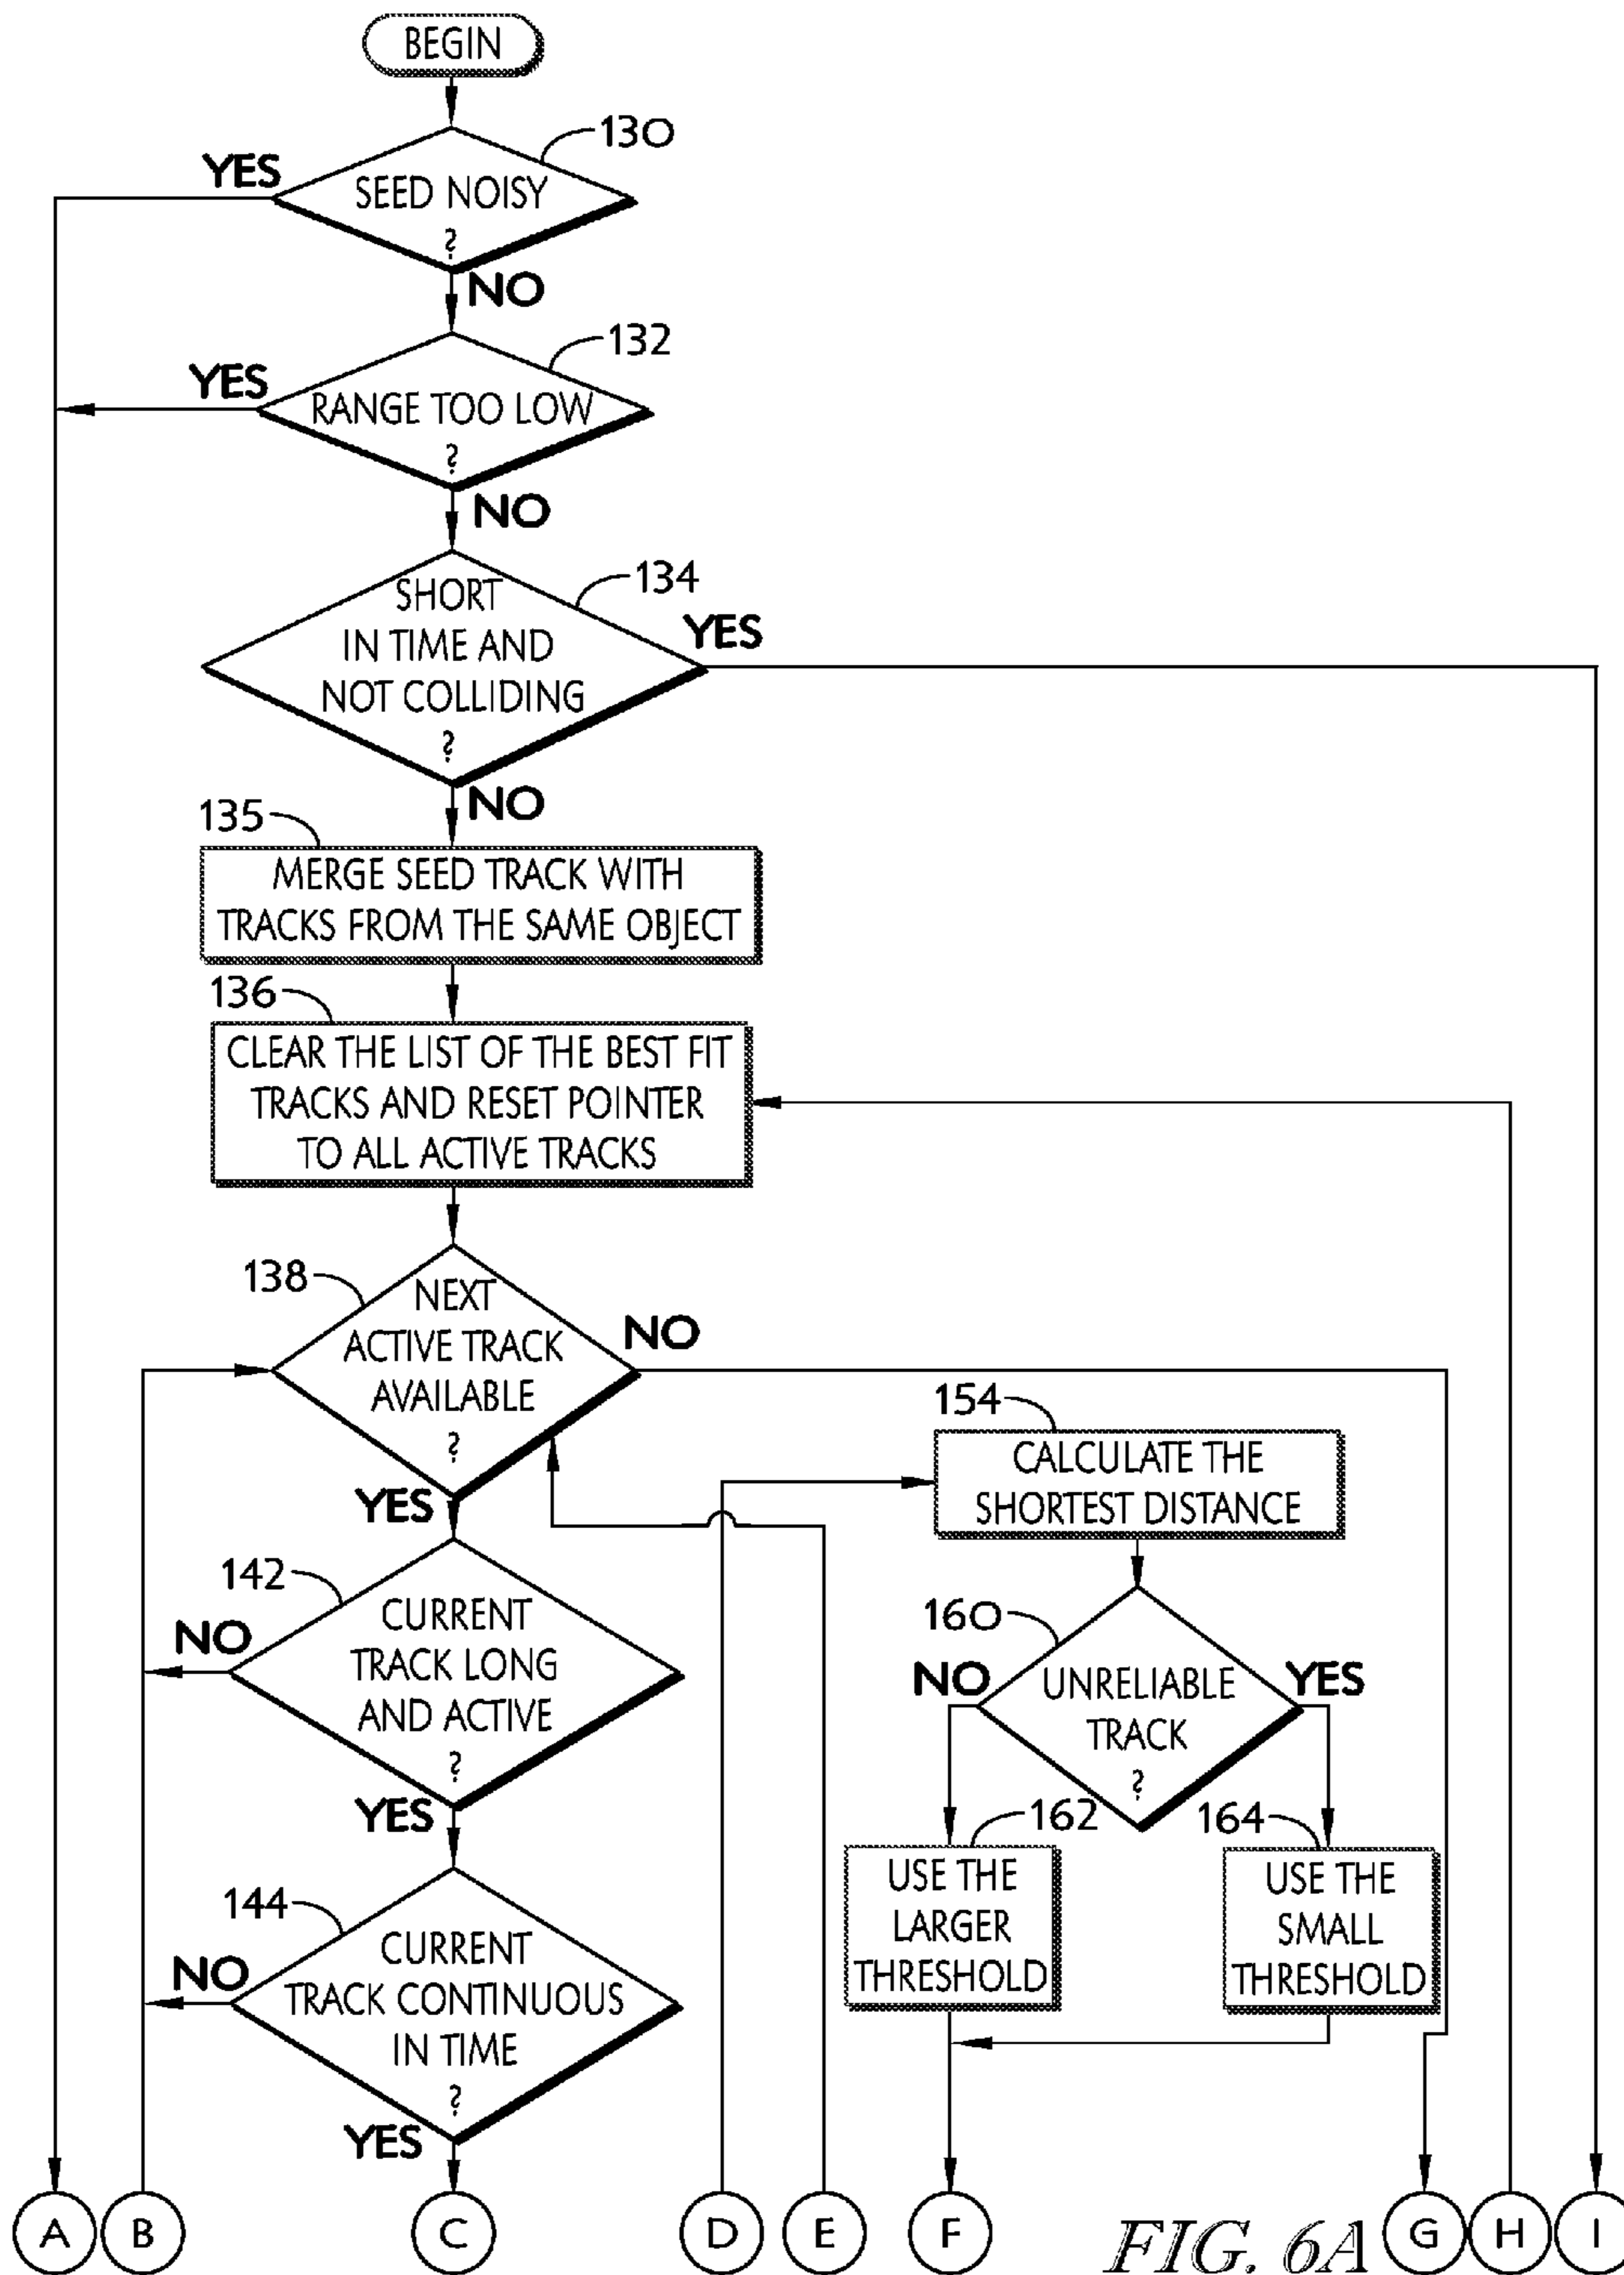 BEGIN
130
YES
SEED NOISY
?
NO
132
YES
RANGE TOO LOW
?
NO
134
SHORT
IN TIME AND
NOT COLLIDING
?
YES
NO
135
MERGE SEED TRACK WITH
TRACKS FROM THE SAME OBJECT
136
CLEAR THE LIST OF THE BEST FIT
TRACKS AND RESET POINTER
TO ALL ACTIVE TRACKS
138
NEXT
ACTIVE TRACK
AVAILABLE
?
NO
YES
142
CURRENT
TRACK LONG
AND ACTIVE
?
NO
YES
144
CURRENT
TRACK CONTINUOUS
IN TIME
?
NO
YES
154
CALCULATE THE
SHORTEST DISTANCE
160
UNRELIABLE
TRACK
?
NO
YES
162
USE THE
LARGER
THRESHOLD
164
USE THE
SMALL
THRESHOLD
A
B
C
D
E
F
FIG. 6A
G
H
I